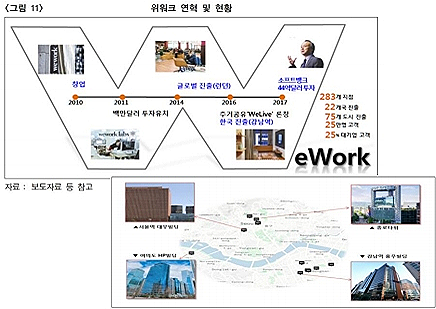 <그림 11> 위워크 연혁 및 현황
창업
글로벌 진출(런던)
소프트뱅크
44억달러 투자
2010 2011 2014 2016 2017
백만달러 투자유치
주거공유'WeLive' 론칭
한국 진출(강남역)
wework labs
283개 지점
22개국 진출
75개 도시 진출
25만명 고객
25% 대기업 고객
eWork
자료 : 보도자료 등 참고
▲서울역 대우빌딩
▲종로타워
▼여의도 HP빌딩
▼강남역 홍우빌딩